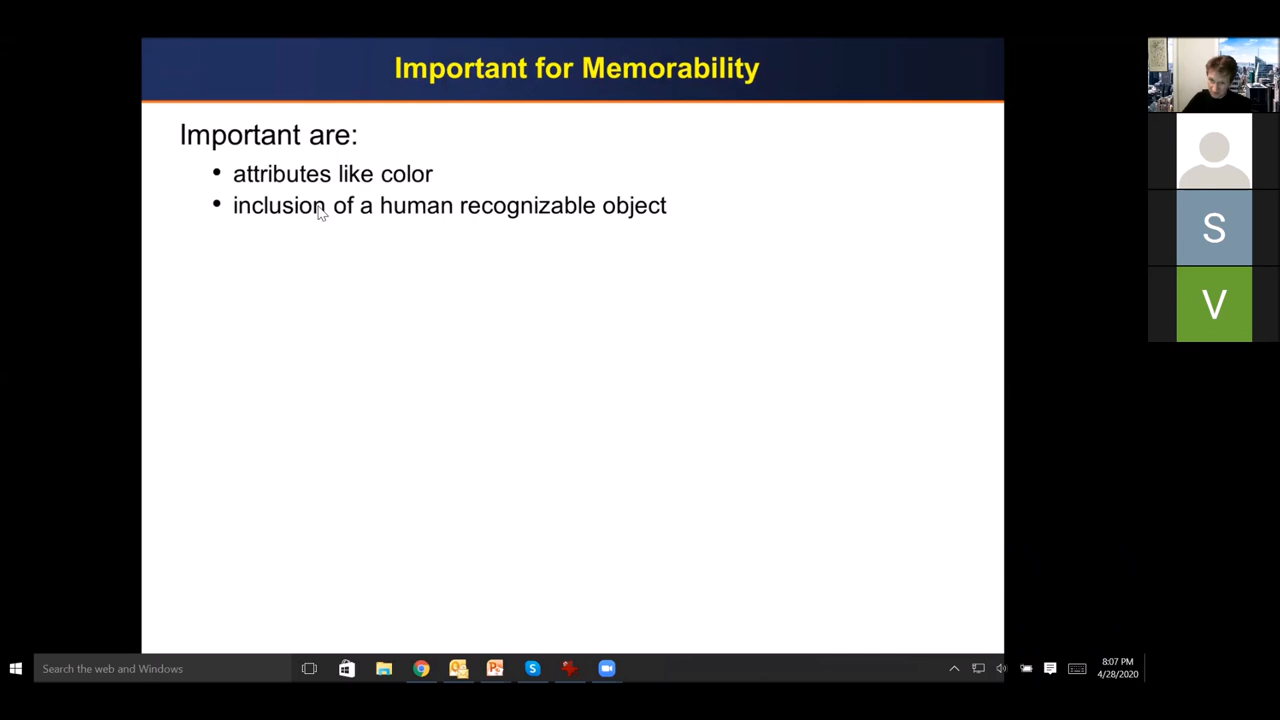 Important for Memorability
Important are:
• attributes like color
• inclusion of a human recognizable object
S
V
Search the web and Windows
8:07 PM
4/28/2020